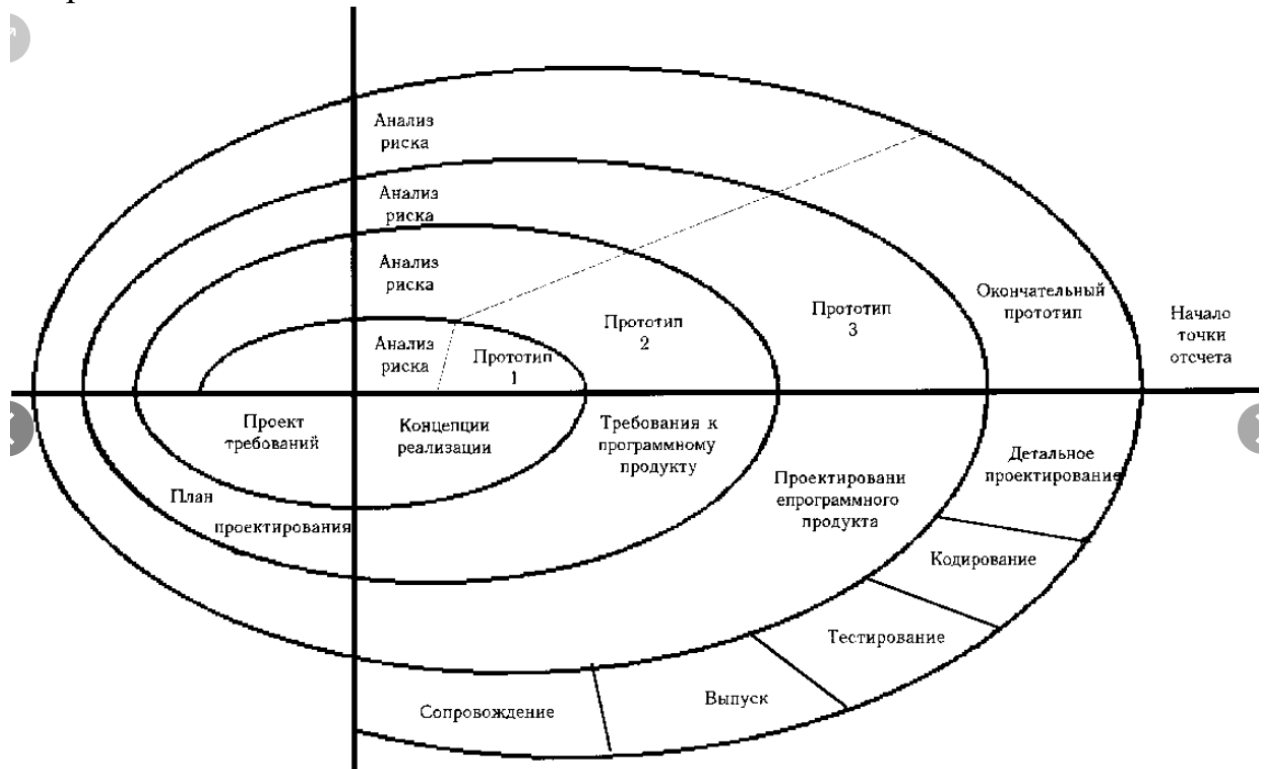 Анализ
риска
Анализ
риска
Анализ
риска
Анализ
риска
Прототип
1
Прототип
2
Прототип
3
Окончательный
прототип
Начало
точки
отсчета
Проект
требований
Концепции
реализации
Требования к
программному
продукту
План
проектирования
Проектировани
епрограммного
продукта
Детальное
проектирование
Кодирование
Тестирование
Выпуск
Сопровождение